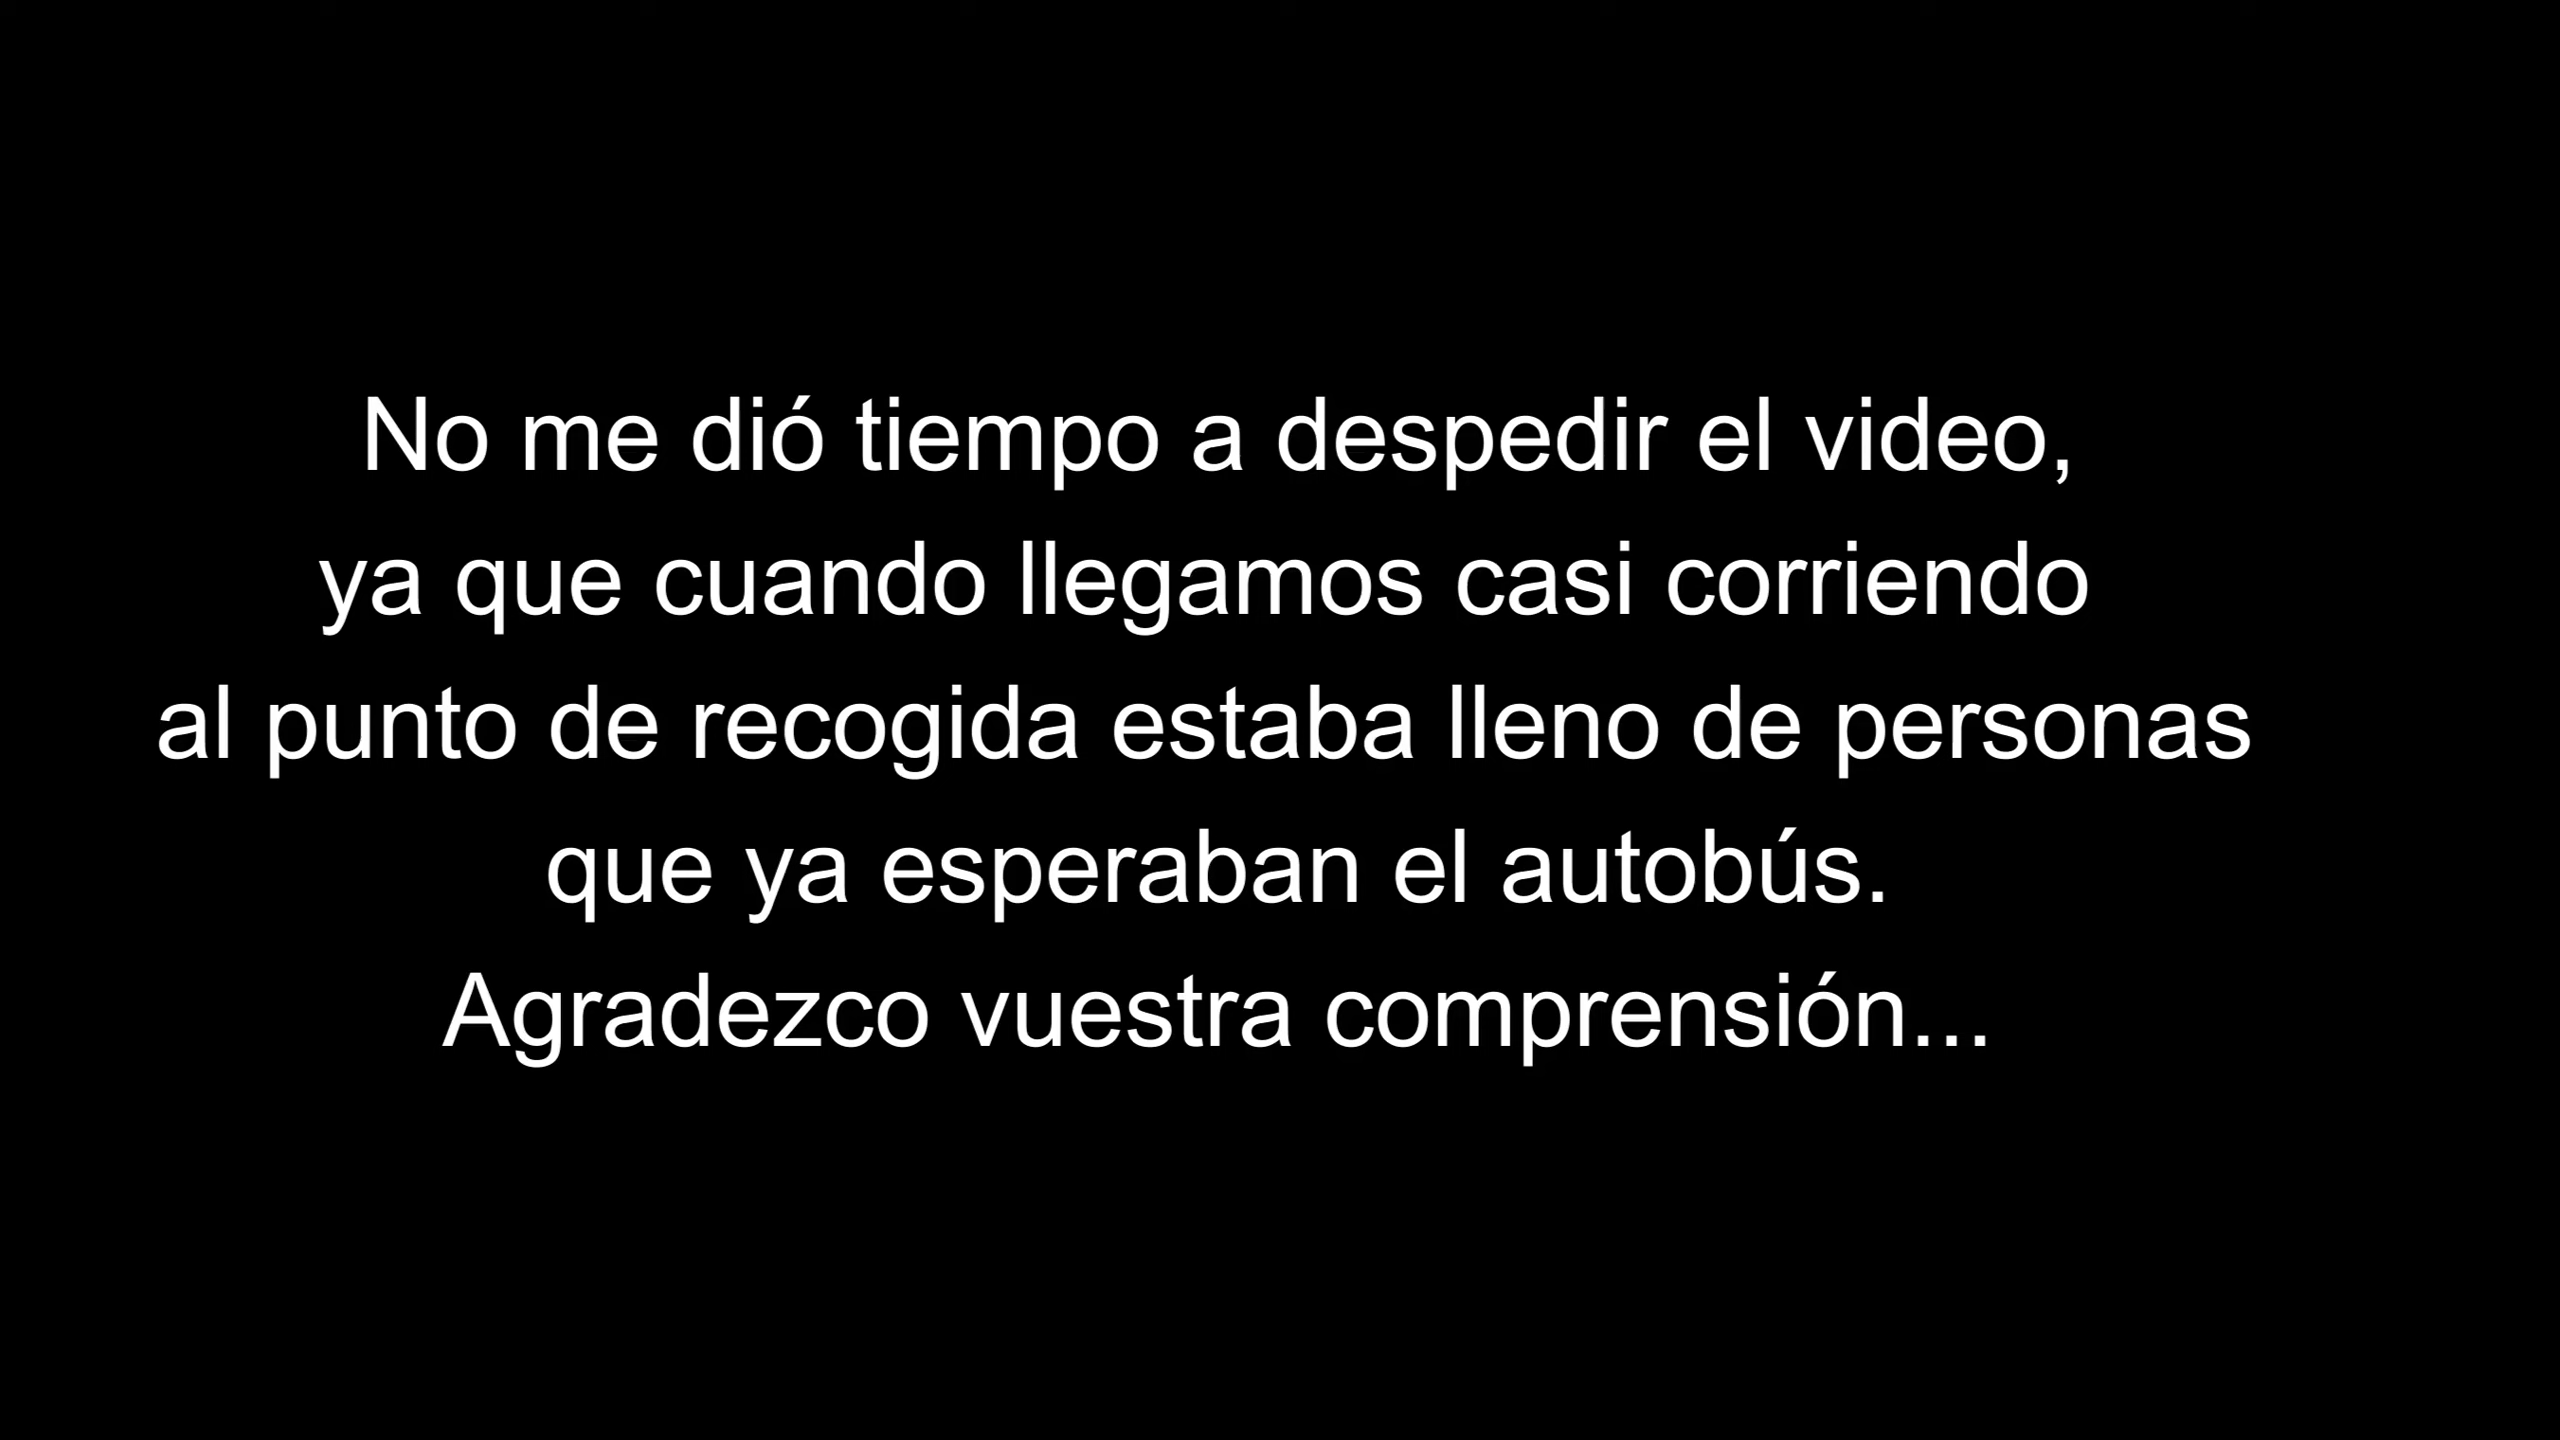 No me dió tiempo a despedir el video,
ya que cuando llegamos casi corriendo
al punto de recogida estaba lleno de personas
que ya esperaban el autobús.
Agradezco vuestra comprensión...